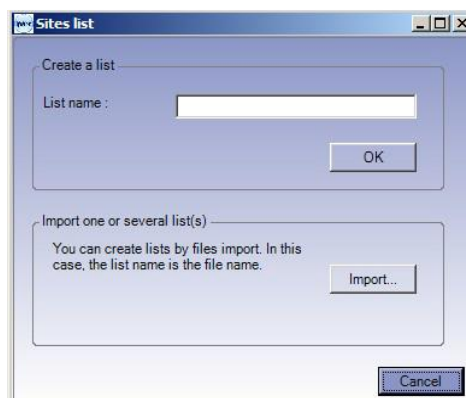 Sites list
Create a list
List name :
OK
Import one or several list(s)
You can create lists by files import. In this
case, the list name is the file name.
Import...
Cancel